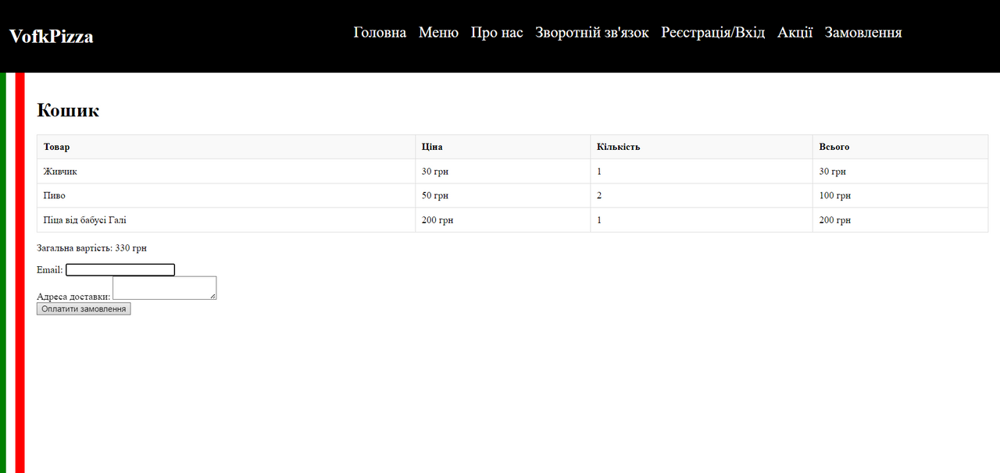 VofkPizza
Головна Меню Про нас Зворотній зв'язок Реєстрація/Вхід Акції Замовлення
Кошик
Товар Ціна Кількість Всього
Живчик 30 грн 1 30 грн
Пиво 50 грн 2 100 грн
Піца від бабусі Галі 200 грн 1 200 грн
Загальна вартість: 330 грн
Email:
Адреса доставки:
Оплатити замовлення